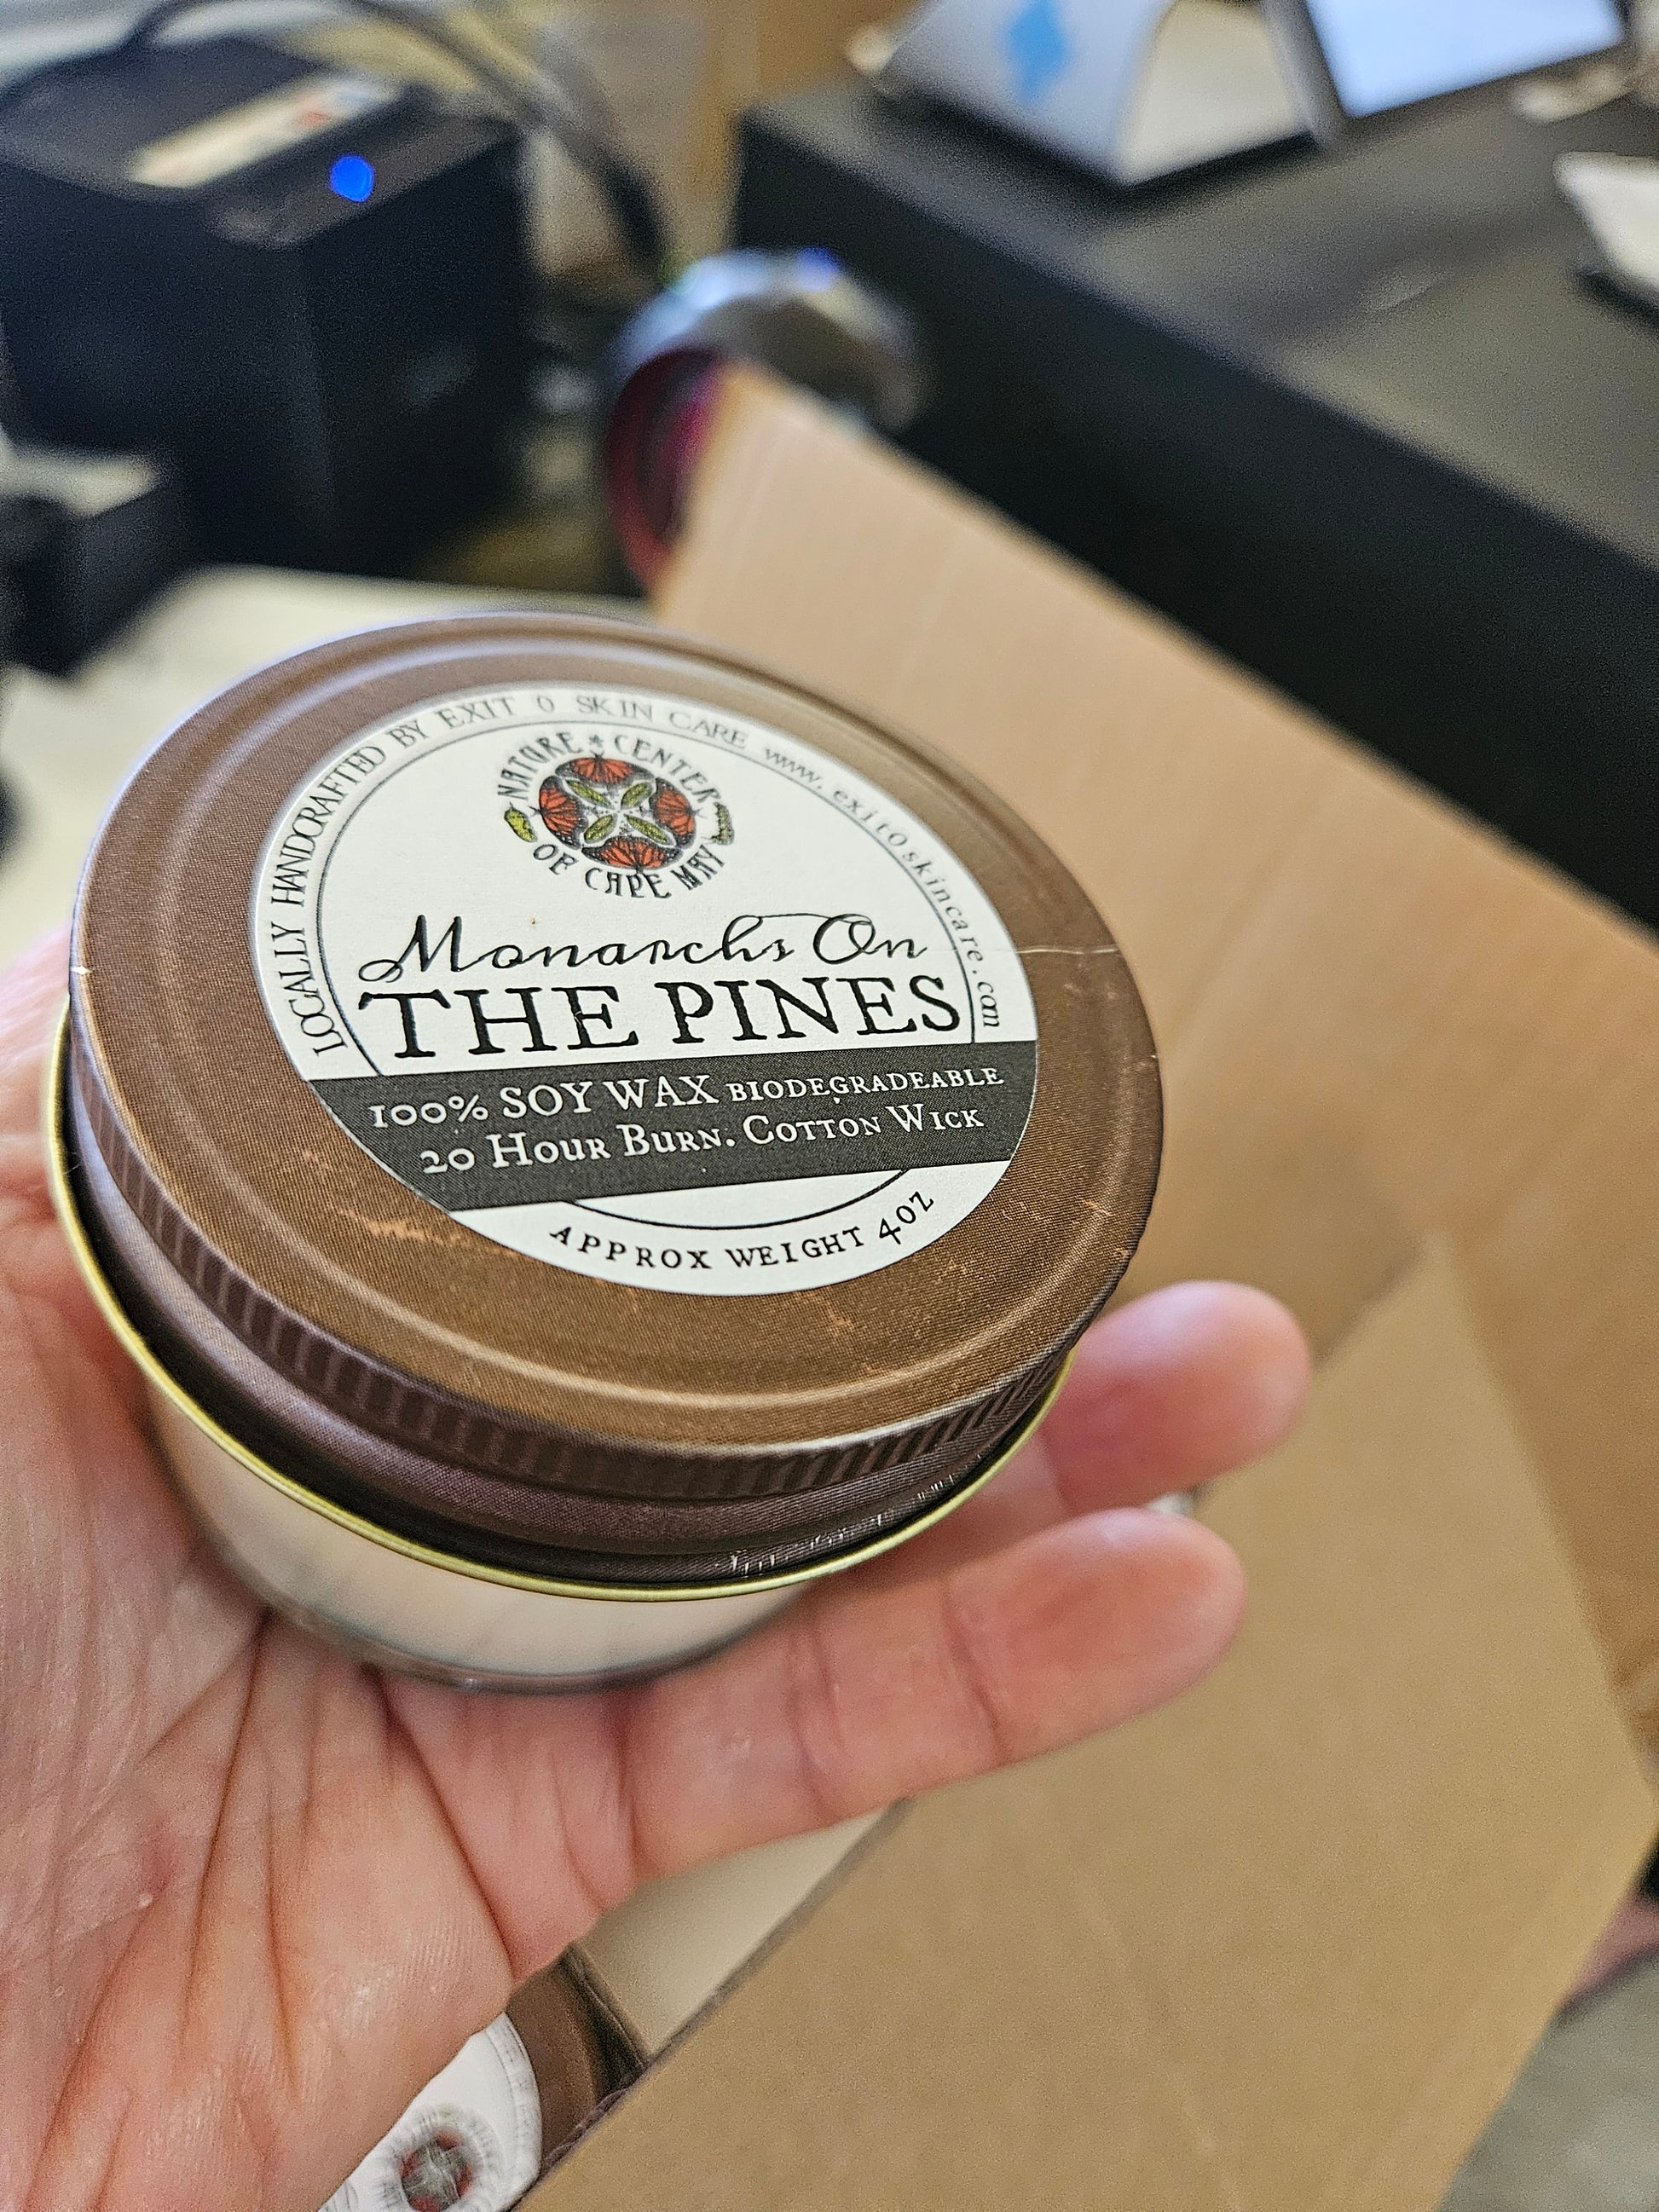 LOCALLY HANDCRAFTED BY EXIT 0 SKIN CARE www.exit0skincare.com
NATURE CENTER
OF CAPE MAY
Monarchs On
THE PINES
100% SOY WAX BIODEGRADEABLE
20 HOUR BURN. COTTON WICK
APPROX WEIGHT 4OZ